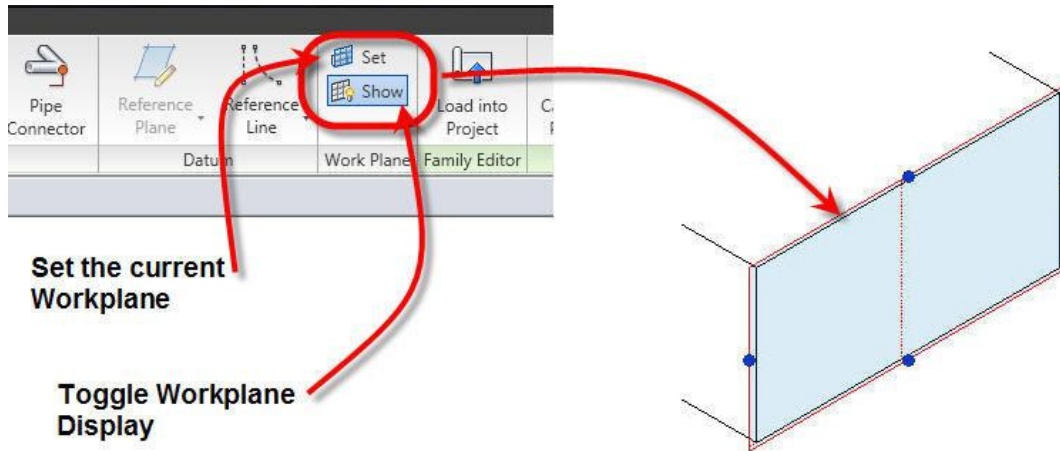 Set
Show
Pipe
Connector
Reference
Plane
Reference
Line
Load into
Project
Datum
Work Plane
Family Editor
Set the current
Workplane
Toggle Workplane
Display